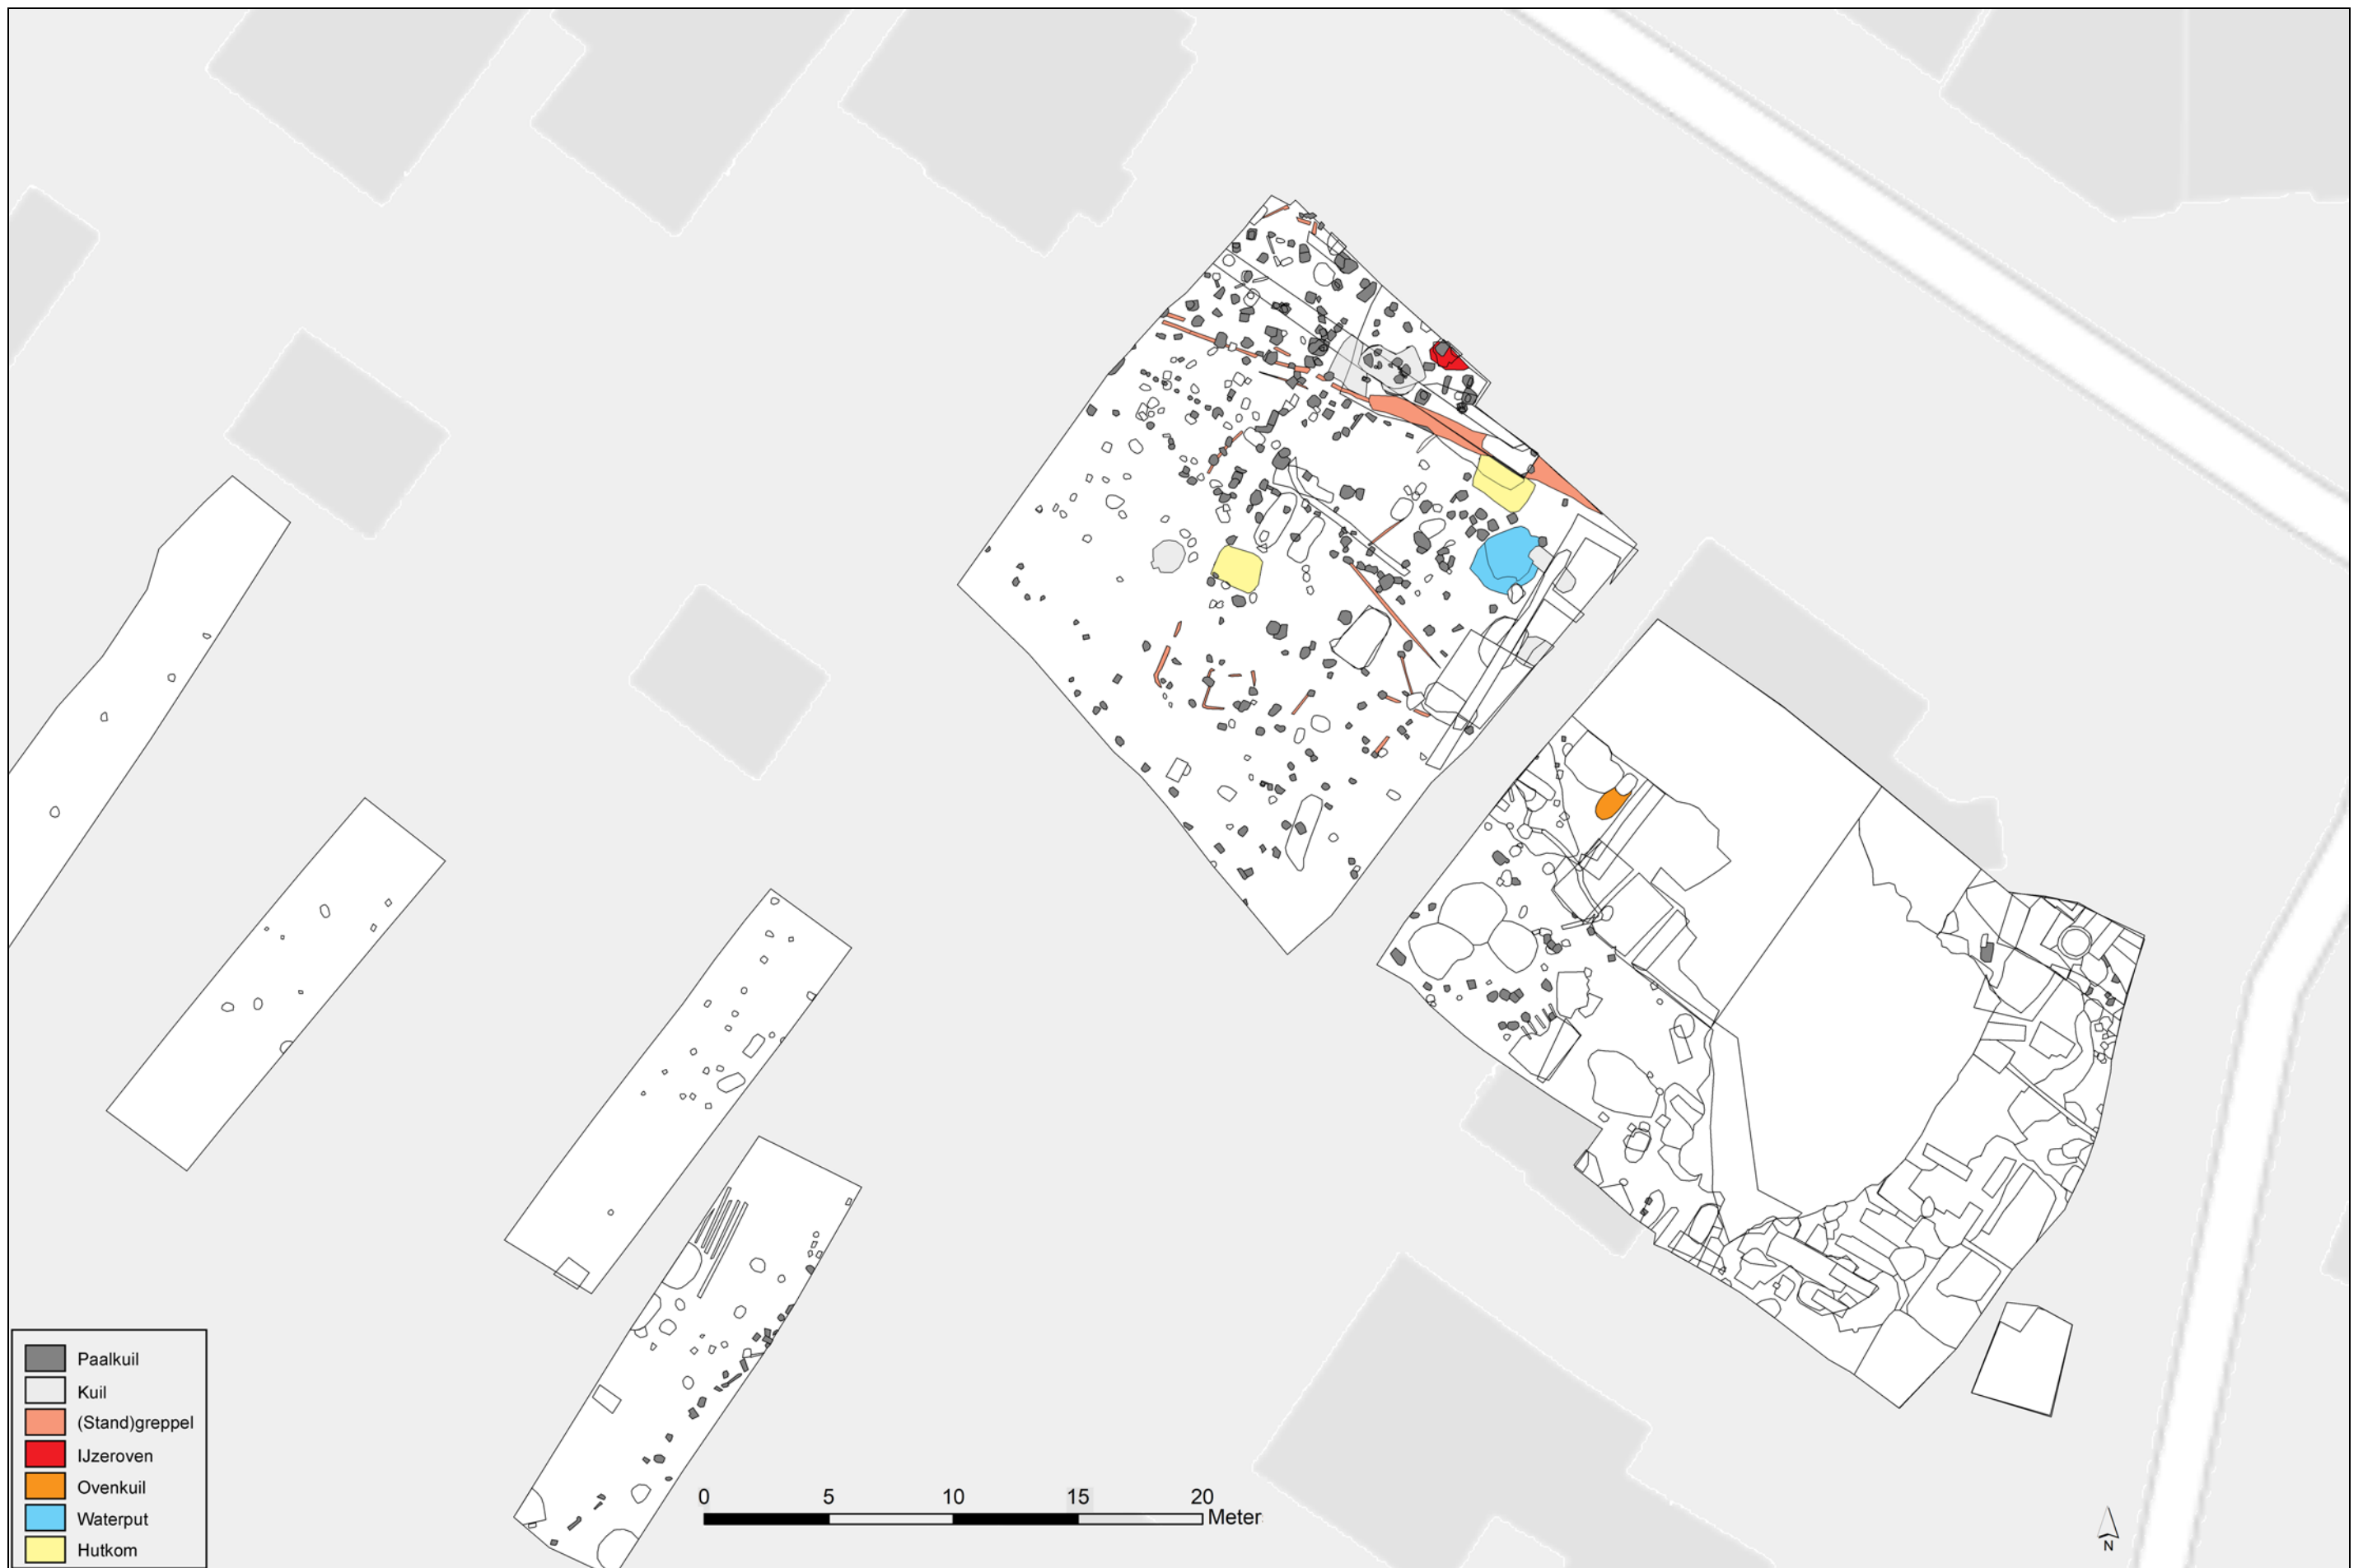 Paalkuil
Kuil
(Stand)greppel
IJzeroven
Ovenkuil
Waterput
Hutkom
0 5 10 15 20
Meter
N